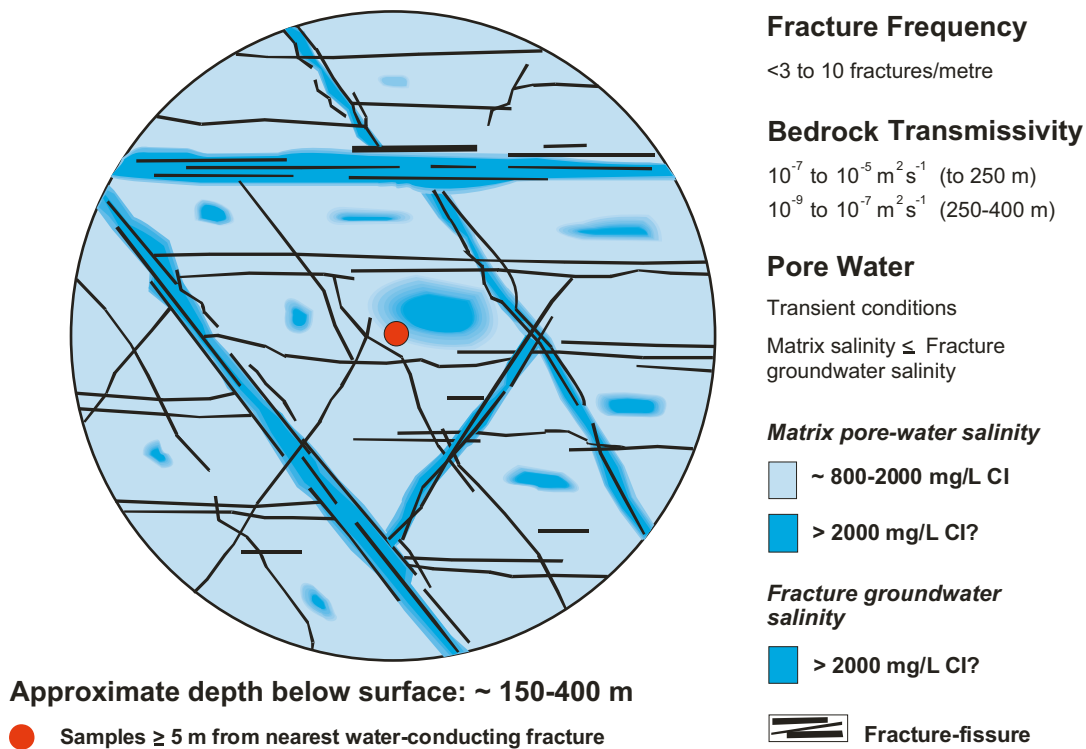 Fracture Frequency
<3 to 10 fractures/metre
Bedrock Transmissivity
10⁻⁷ to 10⁻⁵ m² s⁻¹ (to 250 m)
10⁻⁹ to 10⁻⁷ m² s⁻¹ (250-400 m)
Pore Water
Transient conditions
Matrix salinity ≤ Fracture
groundwater salinity
Matrix pore-water salinity
~ 800-2000 mg/L Cl
> 2000 mg/L Cl?
Fracture groundwater
salinity
> 2000 mg/L Cl?
Fracture-fissure
Approximate depth below surface: ~ 150-400 m
Samples ≥ 5 m from nearest water-conducting fracture